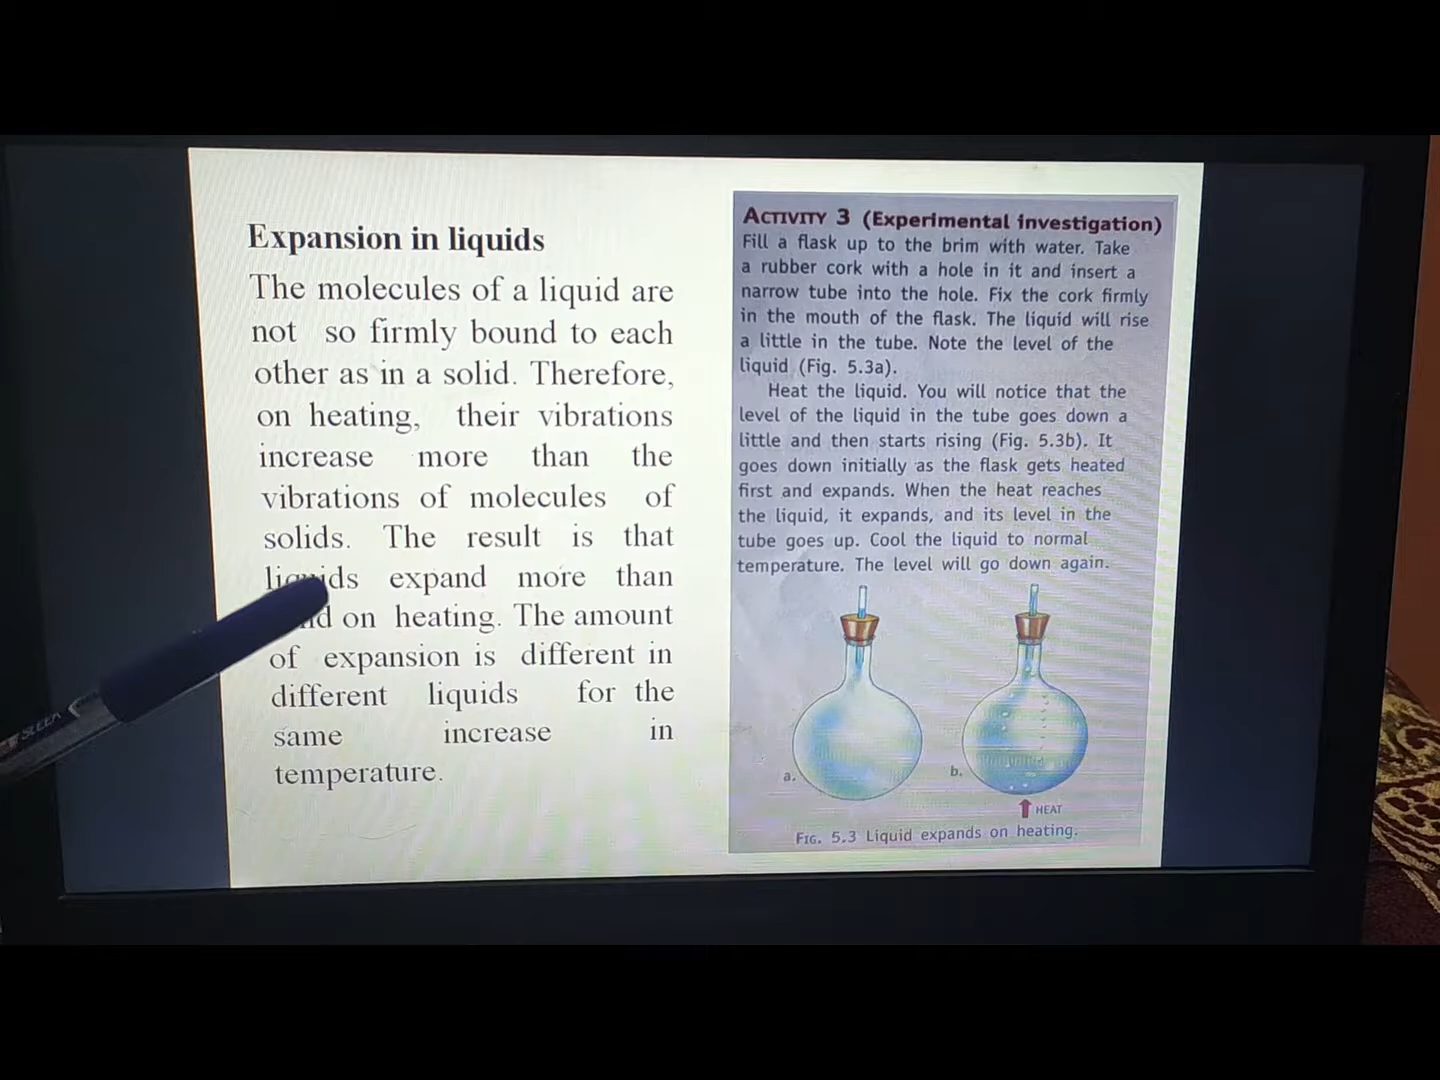 Expansion in liquids
The molecules of a liquid are
not so firmly bound to each
other as in a solid. Therefore,
on heating, their vibrations
increase more than the
vibrations of molecules of
solids. The result is that
liquids expand more than
on heating. The amount
of expansion is different in
different liquids for the
same increase in
temperature.
ACTIVITY 3 (Experimental investigation)
Fill a flask up to the brim with water. Take
a rubber cork with a hole in it and insert a
narrow tube into the hole. Fix the cork firmly
in the mouth of the flask. The liquid will rise
a little in the tube. Note the level of the
liquid (Fig. 5.3a).
Heat the liquid. You will notice that the
level of the liquid in the tube goes down a
little and then starts rising (Fig. 5.3b). It
goes down initially as the flask gets heated
first and expands. When the heat reaches
the liquid, it expands, and its level in the
tube goes up. Cool the liquid to normal
temperature. The level will go down again.
a.
b.
HEAT
FIG. 5.3 Liquid expands on heating.
SLEEK